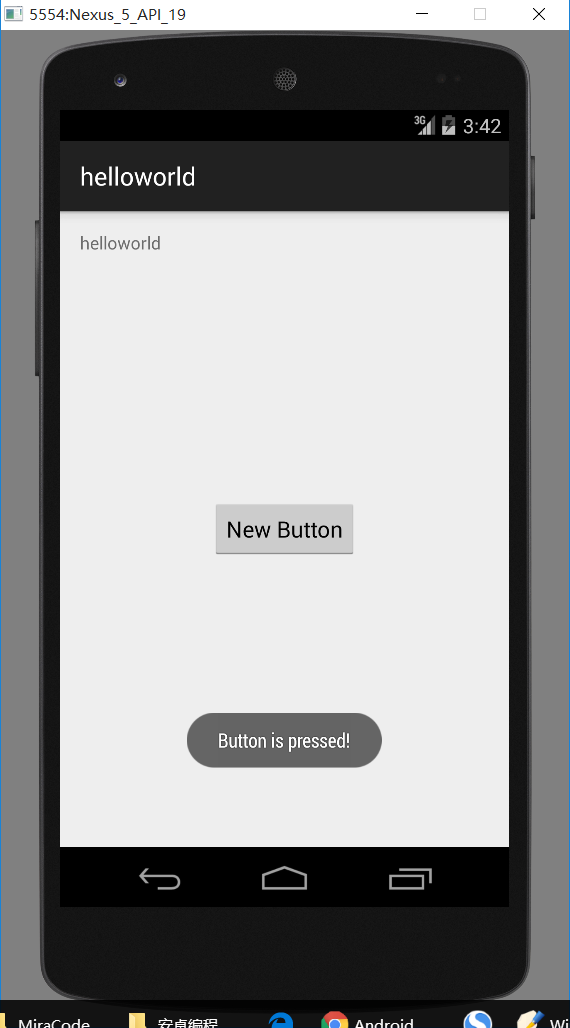 5554:Nexus_5_API_19
3G 3:42
helloworld
helloworld
New Button
Button is pressed!
MiraCode 安卓编程 Android Wi